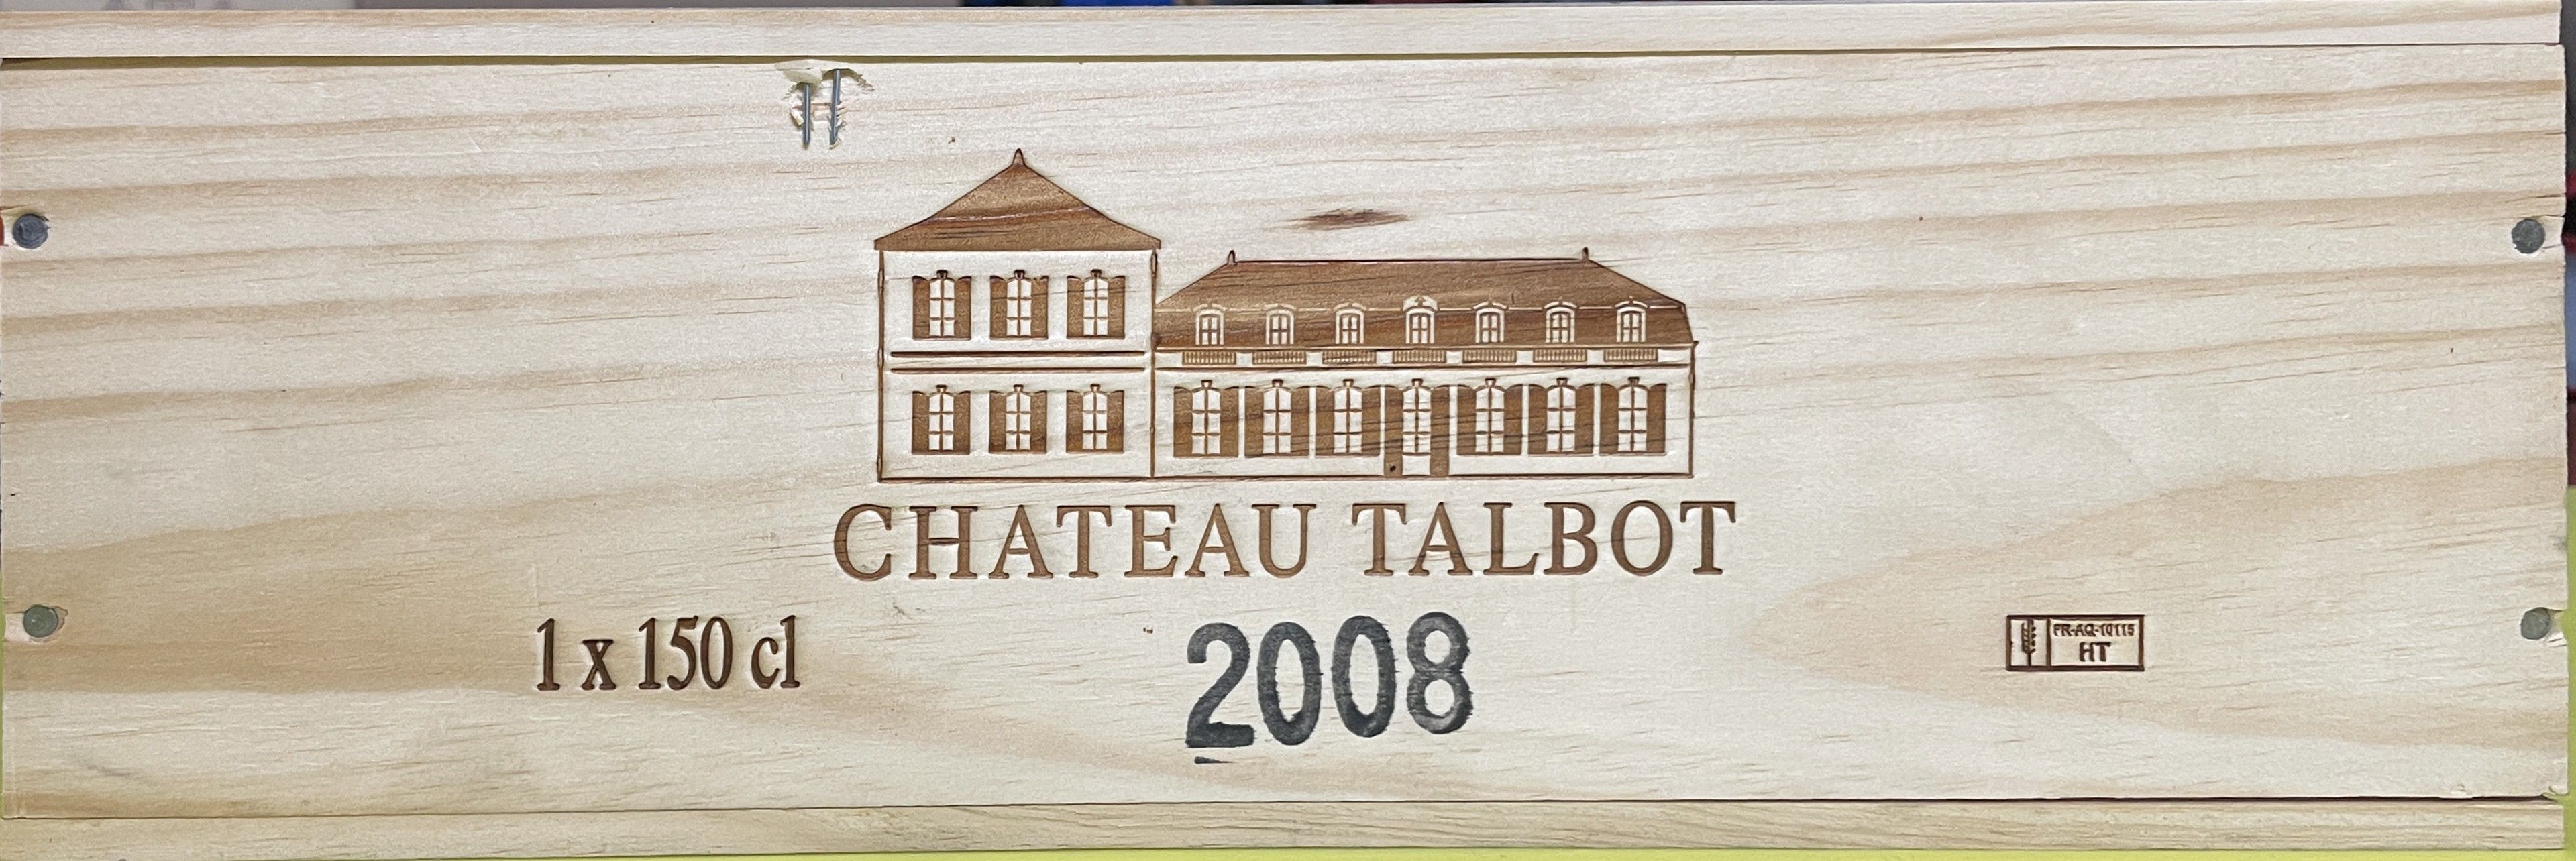 CHATEAU TALBOT
1 x 150 cl
2008
FR-AQ-10115
HT